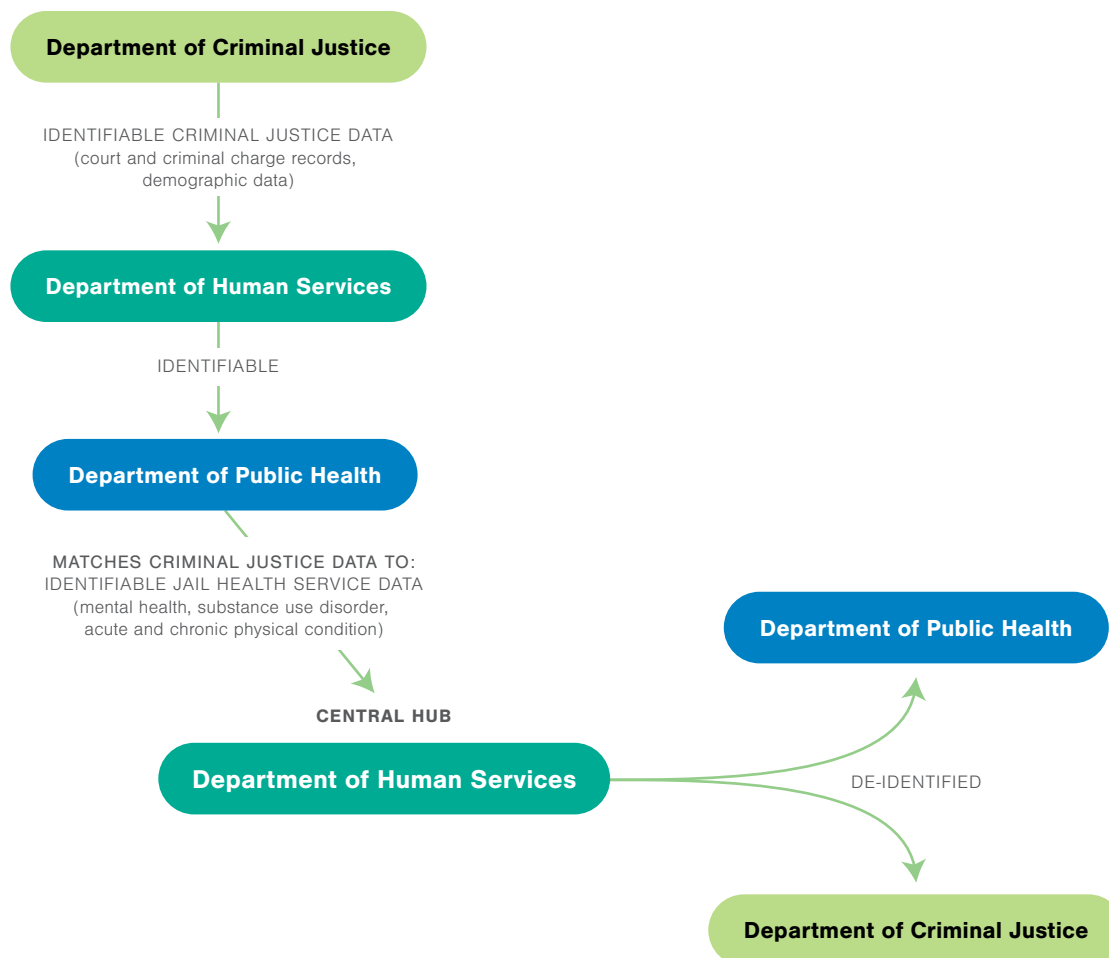 Department of Criminal Justice
IDENTIFIABLE CRIMINAL JUSTICE DATA
(court and criminal charge records,
demographic data)
Department of Human Services
IDENTIFIABLE
Department of Public Health
MATCHES CRIMINAL JUSTICE DATA TO:
IDENTIFIABLE JAIL HEALTH SERVICE DATA
(mental health, substance use disorder,
acute and chronic physical condition)
CENTRAL HUB
Department of Human Services
Department of Public Health
DE-IDENTIFIED
Department of Criminal Justice